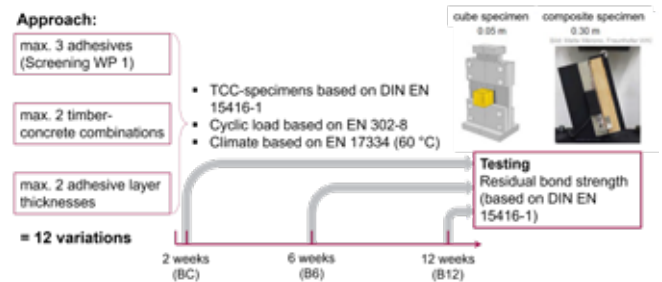 Approach:
max. 3 adhesives
(Screening WP 1)
max. 2 timber-
concrete combinations
max. 2 adhesive layer
thicknesses
= 12 variations
▪ TCC-specimens based on DIN EN
15416-1
▪ Cyclic load based on EN 302-8
▪ Climate based on EN 17334 (60 °C)
cube specimen
0.05 m
composite specimen
0.30 m
Testing
Residual bond strength
(based on DIN EN
15416-1)
2 weeks
(BC)
6 weeks
(B6)
12 weeks
(B12)